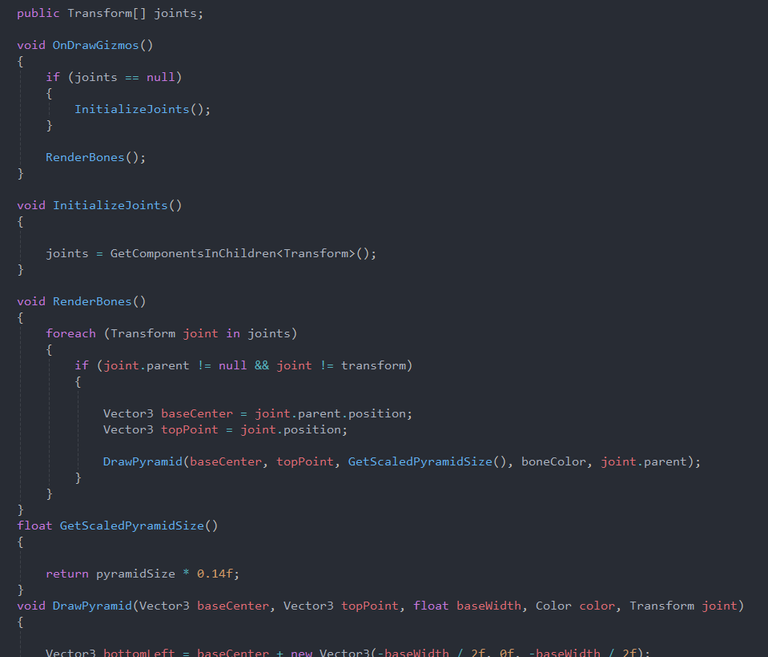 public Transform[] joints;
void OnDrawGizmos()
{
if (joints == null)
{
InitializeJoints();
}
RenderBones();
}
void InitializeJoints()
{
joints = GetComponentsInChildren<Transform>();
}
void RenderBones()
{
foreach (Transform joint in joints)
{
if (joint.parent != null && joint != transform)
{
Vector3 baseCenter = joint.parent.position;
Vector3 topPoint = joint.position;
DrawPyramid(baseCenter, topPoint, GetScaledPyramidSize(), boneColor, joint.parent);
}
}
}
float GetScaledPyramidSize()
{
return pyramidSize * 0.14f;
}
void DrawPyramid(Vector3 baseCenter, Vector3 topPoint, float baseWidth, Color color, Transform joint)
{
Vector3 bottomLeft = baseCenter + new Vector3(-baseWidth / 2f, 0f, -baseWidth / 2f);